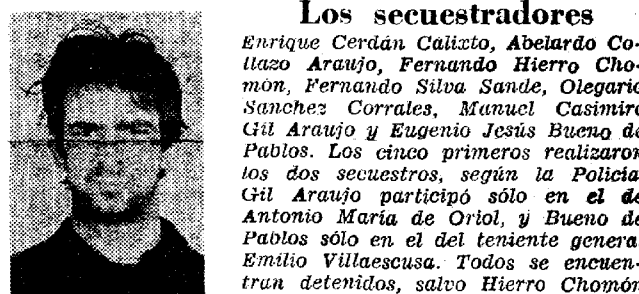 Los secuestradores
Enrique Cerdán Calixto, Abelardo Co-
llazo Araujo, Fernando Hierro Cho-
món, Fernando Silva Sande, Olegario
Sanchez Corrales, Manuel Casimiro
Gil Araujo y Eugenio Jesús Bueno de
Pablos. Los cinco primeros realizaron
los dos secuestros, según la Policía.
Gil Araujo participó sólo en el de
Antonio María de Oriol, y Bueno de
Pablos sólo en el del teniente general
Emilio Villaescusa. Todos se encuen-
tran detenidos, salvo Hierro Chomón